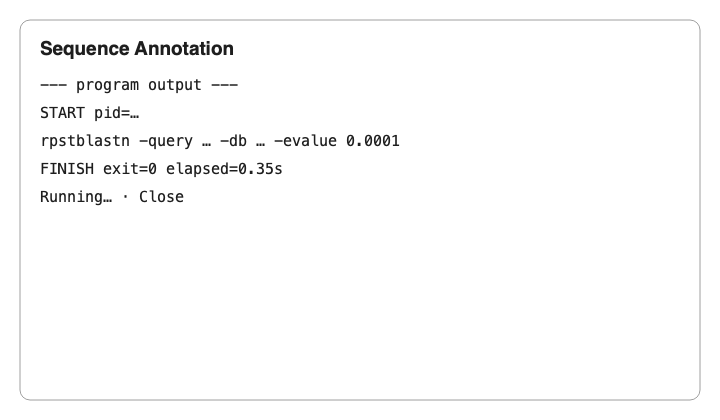 Sequence Annotation
--- program output ---
START pid=…
rpstblastn -query … -db … -evalue 0.0001
FINISH exit=0 elapsed=0.35s
Running… · Close